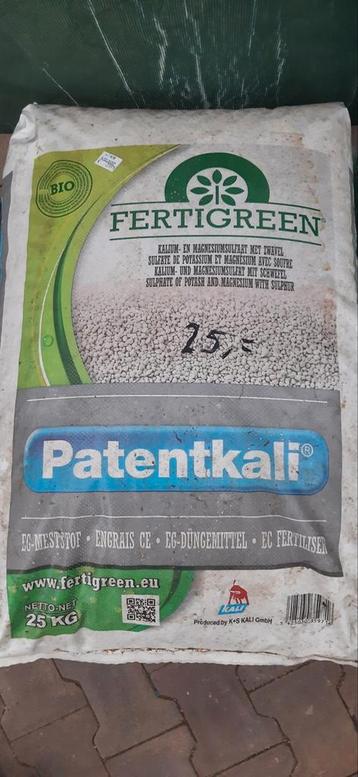 BIO
FERTIGREEN
KALIUM- EN MAGNESIUMSULFAAT MET ZWAVEL
SULFATE DE POTASSIUM ET MAGNÉSIUM AVEC SOUFRE
KALIUM- UND MAGNESIUMSULFAT MIT SCHWEFEL
SULPHATE OF POTASH AND MAGNESIUM WITH SULPHUR
25,=
Patentkali®
EG-MESTSTOF • ENGRAIS CE • EG-DÜNGEMITTEL • EC FERTILISER
www.fertigreen.eu
NETTO-NET
25 KG
KALI
Produced by K+S KALI GmbH